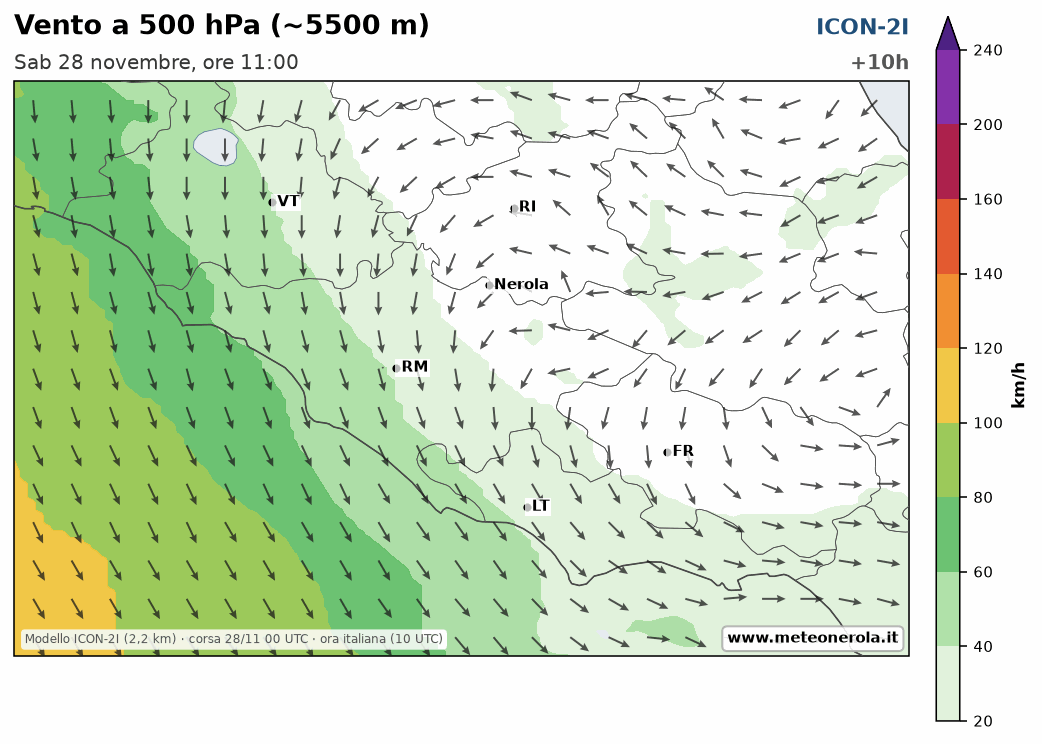 Vento a 500 hPa (~5500 m)
ICON-2I
Sab 28 novembre, ore 11:00
+10h
VT
RI
Nerola
RM
FR
LT
240
200
160
140
120
100
80
60
40
20
km/h
Modello ICON-2I (2,2 km) · corsa 28/11 00 UTC · ora italiana (10 UTC)
www.meteonerola.it